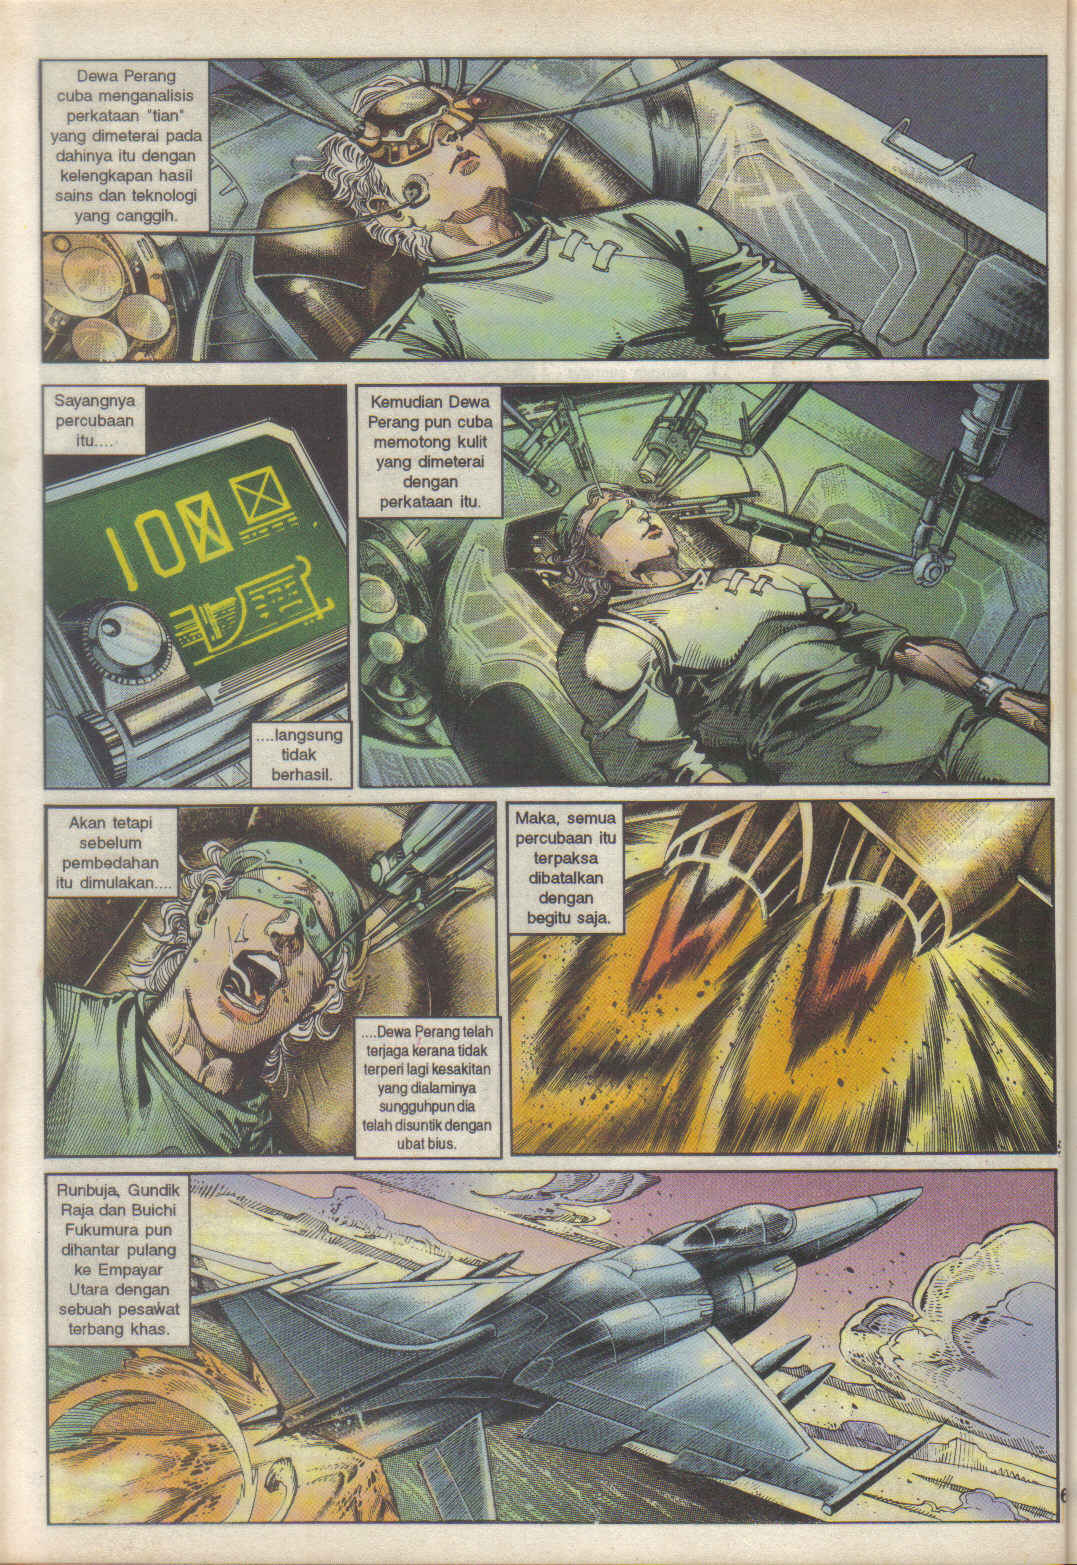 Dewa Perang
cuba menganalisis
perkataan "tian"
yang dimeterai pada
dahinya itu dengan
kelengkapan hasil
sains dan teknologi
yang canggih.
Sayangnya
percubaan
itu....
100
....langsung
tidak
berhasil.
Kemudian Dewa
Perang pun cuba
memotong kulit
yang dimeterai
dengan
perkataan itu.
Akan tetapi
sebelum
pembedahan
itu dimulakan....
....Dewa Perang telah
terjaga kerana tidak
terperi lagi kesakitan
yang dialaminya
sungguhpun dia
telah disuntik dengan
ubat bius.
Maka, semua
percubaan itu
terpaksa
dibatalkan
dengan
begitu saja.
Runbuja, Gundik
Raja dan Buichi
Fukumura pun
dihantar pulang
ke Empayar
Utara dengan
sebuah pesawat
terbang khas.